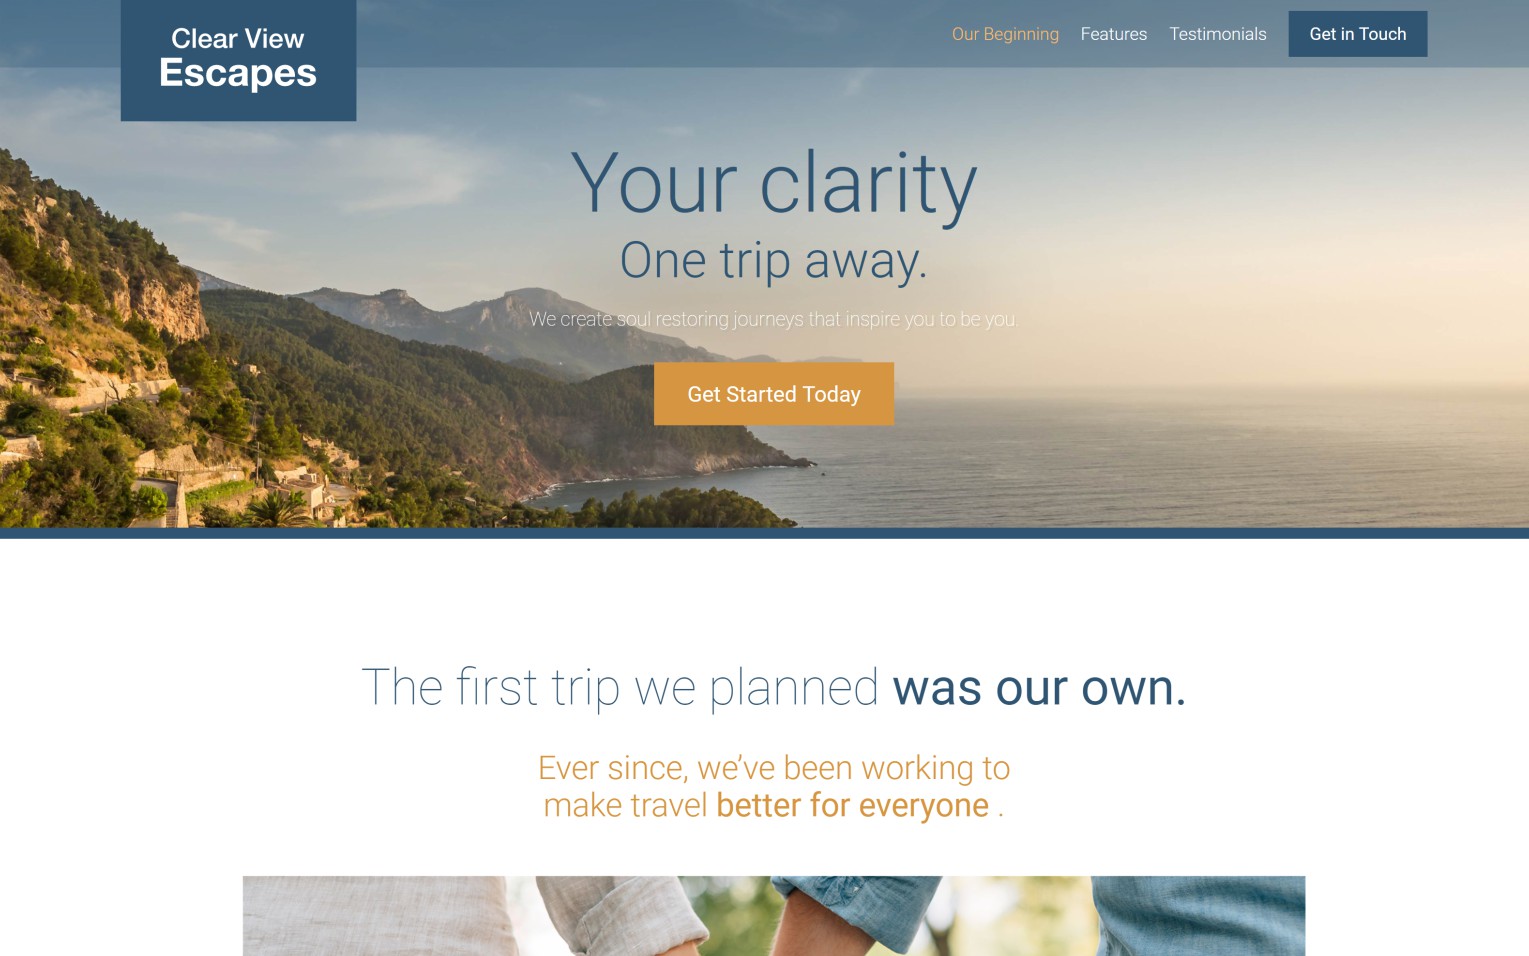 Clear View
Escapes
Our Beginning
Features
Testimonials
Get in Touch
Your clarity
One trip away.
We create soul restoring journeys that inspire you to be you.
Get Started Today
The first trip we planned was our own.
Ever since, we’ve been working to
make travel better for everyone .